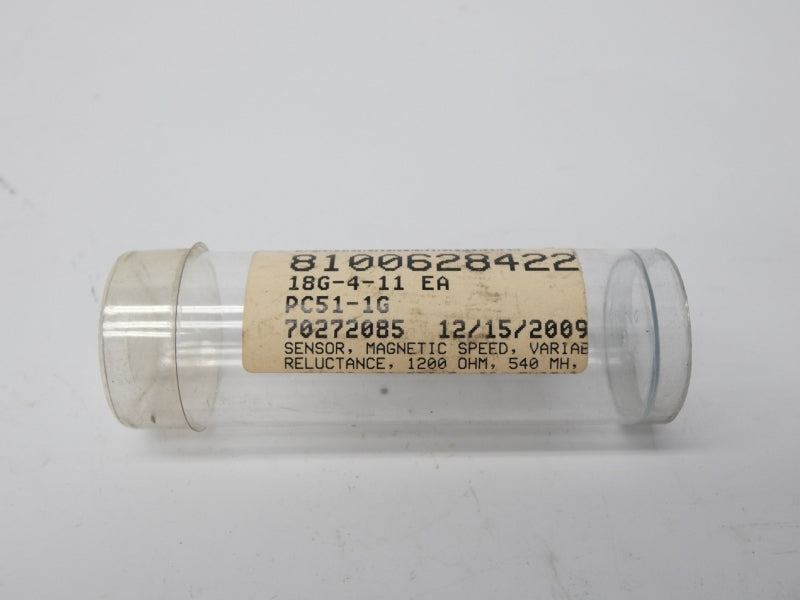 8100628422
18G-4-11 EA
PC51-1G
70272085 12/15/2009
SENSOR, MAGNETIC SPEED, VARIAB
RELUCTANCE, 1200 OHM, 540 MH,